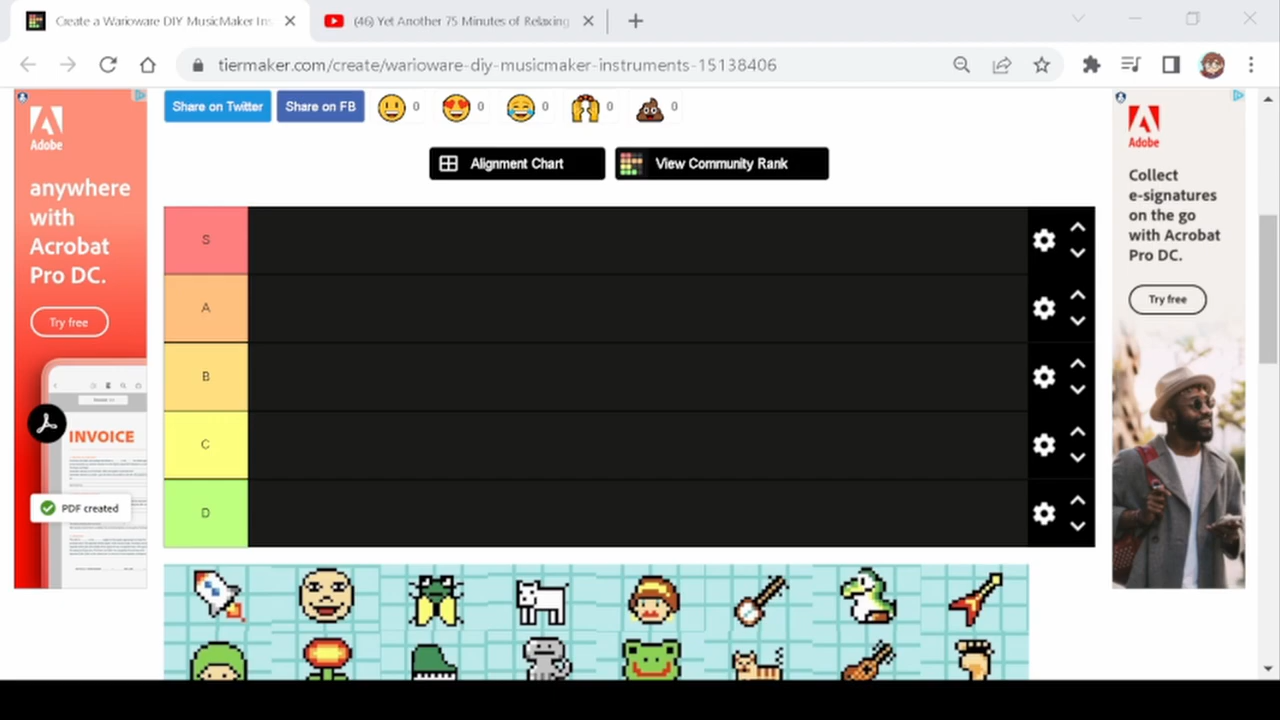 Create a Warioware DIY MusicMaker Ins
(46) Yet Another 75 Minutes of Relaxing
tiermaker.com/create/warioware-diy-musicmaker-instruments-15138406
Adobe
anywhere
with
Acrobat
Pro DC.
Try free
INVOICE
PDF created
Share on Twitter
Share on FB
0
0
0
0
0
Alignment Chart
View Community Rank
S
A
B
C
D
Adobe
Collect
e-signatures
on the go
with Acrobat
Pro DC.
Try free